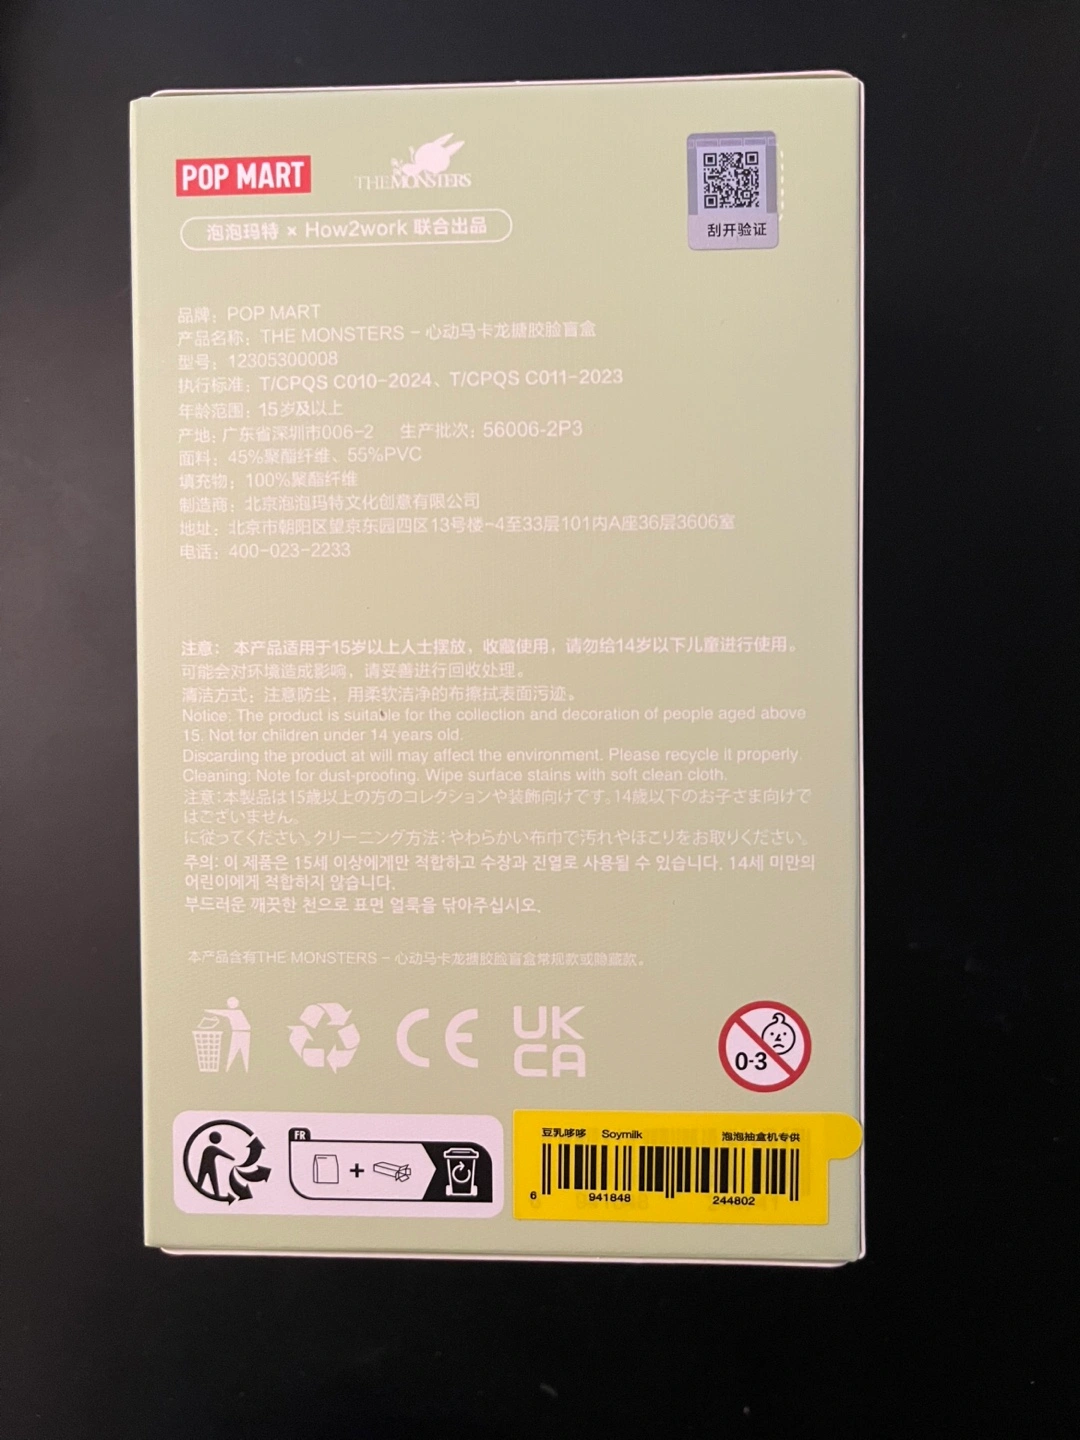 POP MART
THE MONSTERS
泡泡玛特 × How2work 联合出品
刮开验证
品牌：POP MART
产品名称：THE MONSTERS – 心动马卡龙搪胶脸盲盒
型号：12305300008
执行标准：T/CPQS C010-2024、T/CPQS C011-2023
年龄范围：15岁及以上
产地：广东省深圳市006-2 生产批次：56006-2P3
面料：45%聚酯纤维、55%PVC
填充物：100%聚酯纤维
制造商：北京泡泡玛特文化创意有限公司
地址：北京市朝阳区望京东园四区13号楼-4至33层101内A座36层3606室
电话：400-023-2233
注意：本产品适用于15岁以上人士摆放，收藏使用，请勿给14岁以下儿童进行使用。
可能会对环境造成影响，请妥善进行回收处理。
清洁方式：注意防尘，用柔软洁净的布擦拭表面污迹。
Notice: The product is suitable for the collection and decoration of people aged above
15. Not for children under 14 years old.
Discarding the product at will may affect the environment. Please recycle it properly.
Cleaning: Note for dust-proofing. Wipe surface stains with soft clean cloth.
注意:本製品は15歳以上の方のコレクションや装飾向けです。14歳以下のお子さま向けで
はございません。
に従ってください。クリーニング方法:やわらかい布巾で汚れやほこりをお取りください。
주의: 이 제품은 15세 이상에게만 적합하고 수장과 진열로 사용될 수 있습니다. 14세 미만의
어린이에게 적합하지 않습니다.
부드러운 깨끗한 천으로 표면 얼룩을 닦아주십시오.
本产品含有THE MONSTERS – 心动马卡龙搪胶脸盲盒常规款或隐藏款。
CE
UK
CA
0-3
FR
豆乳哆哆 Soymilk 泡泡抽盒机专供
6 941848 244802